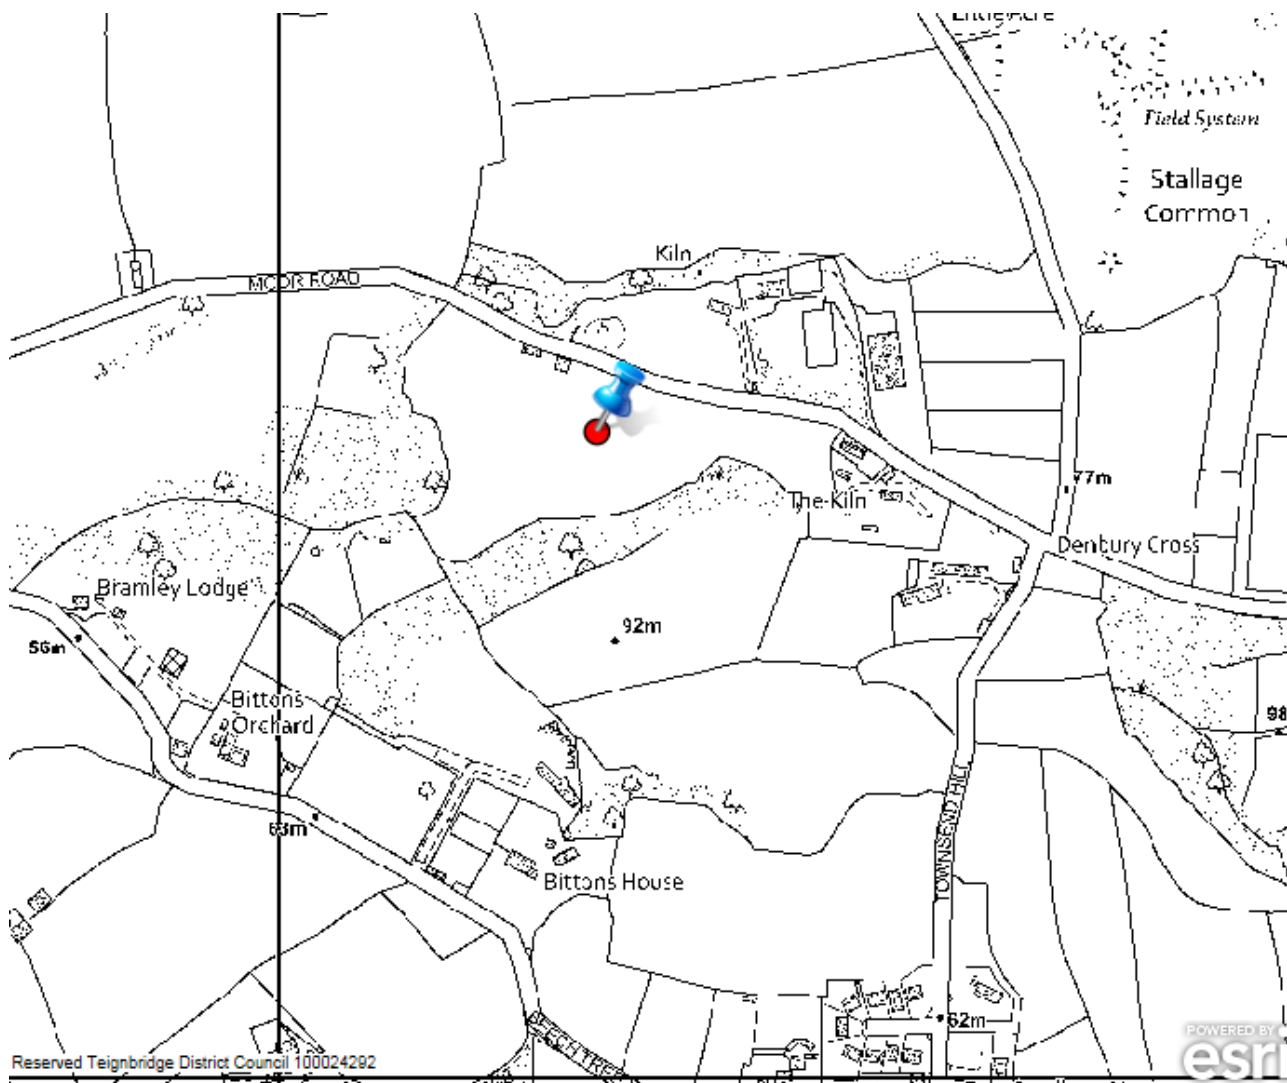 Little Acre
Field System
Stallage
Common
Kiln
MOOR ROAD
The Kiln
77m
Denbury Cross
Bramley Lodge
92m
56m
Bittons
Orchard
98
TOWNSEND HILL
63m
Bittons House
62m
Reserved Teignbridge District Council 100024292
POWERED BY
esri